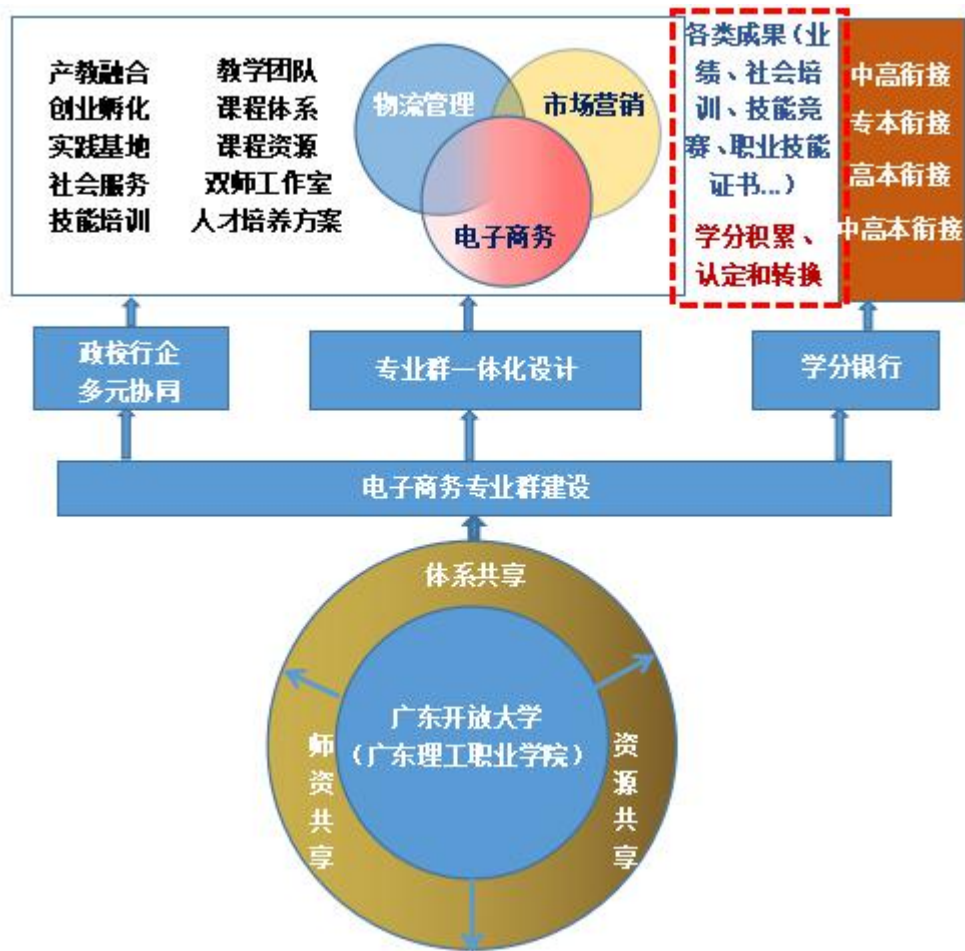 产教融合
创业孵化
实践基地
社会服务
技能培训
教学团队
课程体系
课程资源
双师工作室
人才培养方案
物流管理
市场营销
电子商务
各类成果（业
绩、社会培
训、技能竞
赛、职业技能
证书...）
学分积累、
认定和转换
中高衔接
专本衔接
高本衔接
中高本衔接
政校行企
多元协同
专业群一体化设计
学分银行
电子商务专业群建设
体系共享
师资共享
资源共享
广东开放大学
（广东理工职业学院）